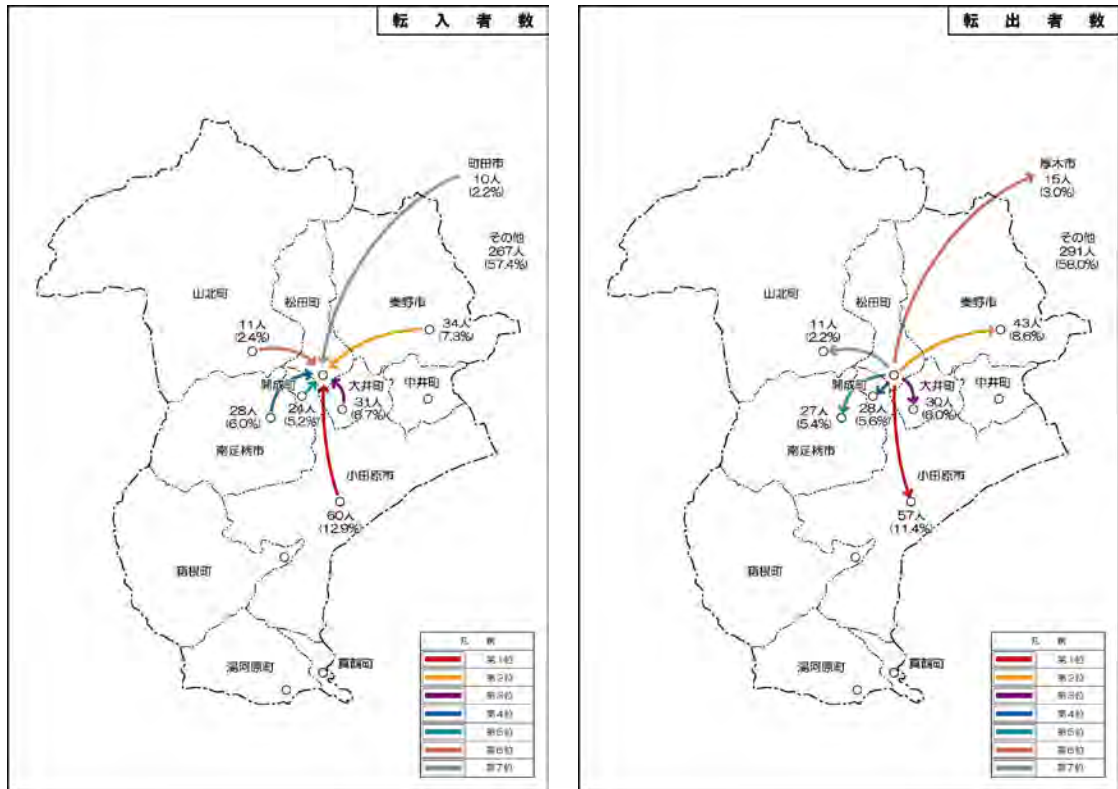 転入者数
町田市
10人
(2.2%)
その他
267人
(57.4%)
山北町
松田町
秦野市
11人
(2.4%)
34人
(7.3%)
開成町
大井町
中井町
28人
(6.0%)
24人
(5.2%)
31人
(6.7%)
南足柄市
小田原市
60人
(12.9%)
箱根町
湯河原町
真鶴町
凡例
第1位
第2位
第3位
第4位
第5位
第6位
第7位
転出者数
厚木市
15人
(3.0%)
その他
291人
(58.0%)
山北町
松田町
秦野市
11人
(2.2%)
43人
(8.6%)
開成町
大井町
中井町
27人
(5.4%)
28人
(5.6%)
30人
(6.0%)
南足柄市
小田原市
57人
(11.4%)
箱根町
湯河原町
真鶴町
凡例
第1位
第2位
第3位
第4位
第5位
第6位
第7位